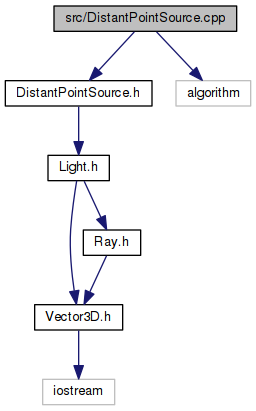 src/DistantPointSource.cpp
DistantPointSource.h
algorithm
Light.h
Ray.h
Vector3D.h
iostream